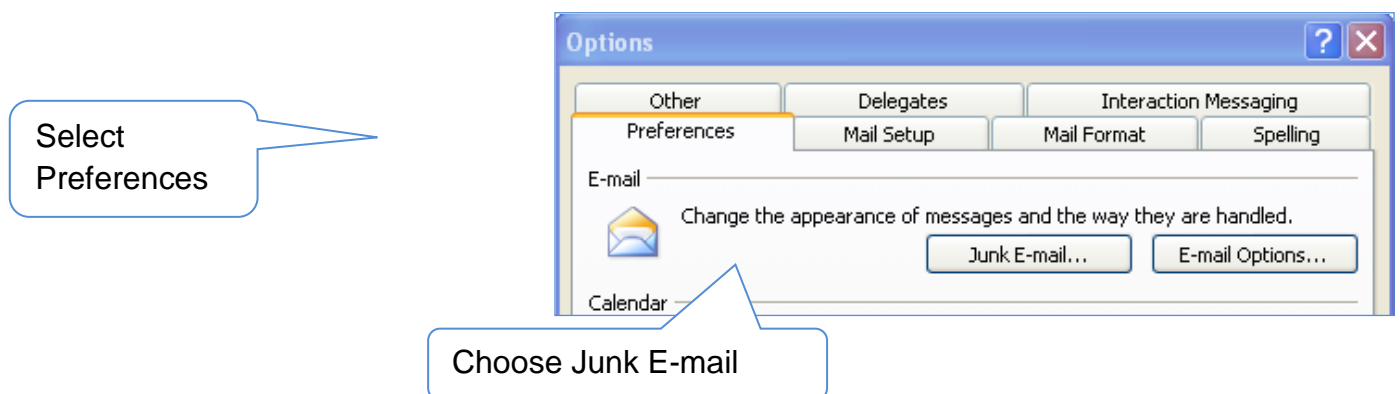 Options
Other Delegates Interaction Messaging
Preferences Mail Setup Mail Format Spelling
Select
Preferences
E-mail
Change the appearance of messages and the way they are handled.
Junk E-mail... E-mail Options...
Calendar
Choose Junk E-mail